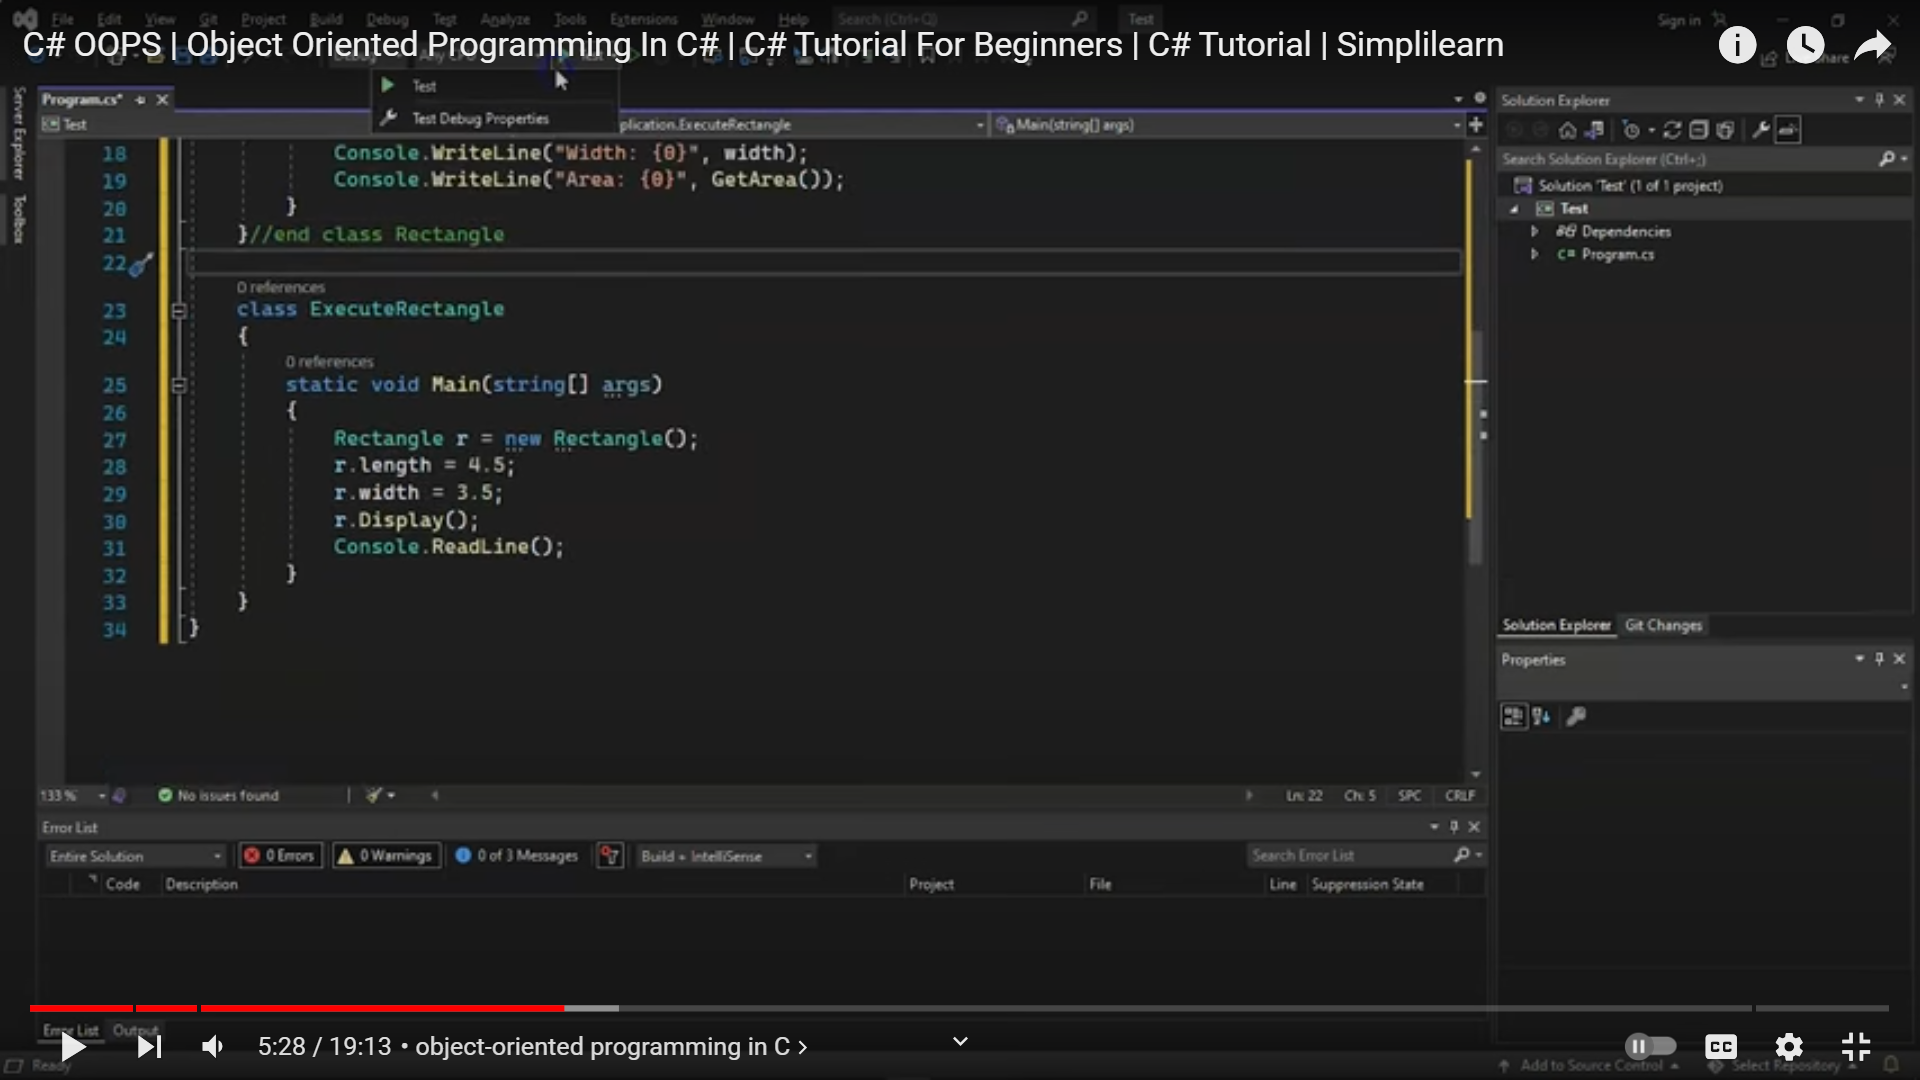 File Edit View Git Project Build Debug Test Analyze Tools Extensions Window Help Search (Ctrl+Q) Test Sign in
C# OOPS | Object Oriented Programming In C# | C# Tutorial For Beginners | C# Tutorial | Simplilearn
Test
Test Debug Properties
Server Explorer
Toolbox
Program.cs*
Test
plication.ExecuteRectangle
Main(string[] args)
18 Console.WriteLine("Width: {0}", width);
19 Console.WriteLine("Area: {0}", GetArea());
20 }
21 }//end class Rectangle
22
0 references
23 class ExecuteRectangle
24 {
0 references
25 static void Main(string[] args)
26 {
27 Rectangle r = new Rectangle();
28 r.length = 4.5;
29 r.width = 3.5;
30 r.Display();
31 Console.ReadLine();
32 }
33 }
34 }
Solution Explorer
Search Solution Explorer (Ctrl+;)
Solution 'Test' (1 of 1 project)
Test
Dependencies
C# Program.cs
Solution Explorer Git Changes
Properties
133 % No issues found Ln: 22 Ch: 5 SPC CRLF
Error List
Entire Solution 0 Errors 0 Warnings 0 of 3 Messages Build + IntelliSense Search Error List
Code Description Project File Line Suppression State
Error List Output
5:28 / 19:13 • object-oriented programming in C >
CC
Ready Add to Source Control Select Repository